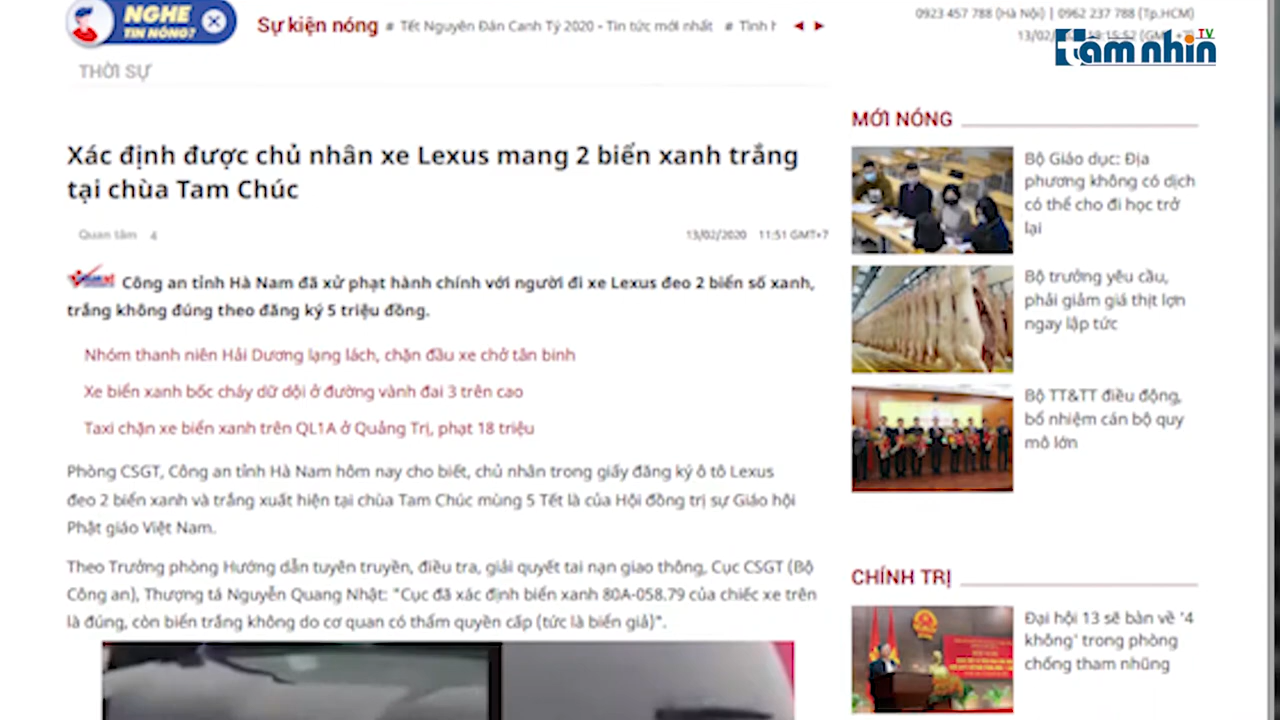 NGHE
TIN NÓNG?
Sự kiện nóng # Tết Nguyên Đán Canh Tý 2020 - Tin tức mới nhất # Tình h
0923 457 788 (Hà Nội) | 0962 237 788 (Tp.HCM)
tầm nhìn TV
THỜI SỰ
Xác định được chủ nhân xe Lexus mang 2 biển xanh trắng
tại chùa Tam Chúc
Quan tâm 4
13/02/2020 11:51 GMT+7
Công an tỉnh Hà Nam đã xử phạt hành chính với người đi xe Lexus đeo 2 biển số xanh,
trắng không đúng theo đăng ký 5 triệu đồng.
Nhóm thanh niên Hải Dương lạng lách, chặn đầu xe chở tân binh
Xe biển xanh bốc cháy dữ dội ở đường vành đai 3 trên cao
Taxi chặn xe biển xanh trên QL1A ở Quảng Trị, phạt 18 triệu
Phòng CSGT, Công an tỉnh Hà Nam hôm nay cho biết, chủ nhân trong giấy đăng ký ô tô Lexus
đeo 2 biển xanh và trắng xuất hiện tại chùa Tam Chúc mùng 5 Tết là của Hội đồng trị sự Giáo hội
Phật giáo Việt Nam.
Theo Trưởng phòng Hướng dẫn tuyên truyền, điều tra, giải quyết tai nạn giao thông, Cục CSGT (Bộ
Công an), Thượng tá Nguyễn Quang Nhật: "Cục đã xác định biển xanh 80A-058.79 của chiếc xe trên
là đúng, còn biển trắng không do cơ quan có thẩm quyền cấp (tức là biển giả)".
MỚI NÓNG
Bộ Giáo dục: Địa
phương không có dịch
có thể cho đi học trở
lại
Bộ trưởng yêu cầu,
phải giảm giá thịt lợn
ngay lập tức
Bộ TT&TT điều động,
bổ nhiệm cán bộ quy
mô lớn
CHÍNH TRỊ
Đại hội 13 sẽ bàn về '4
không' trong phòng
chống tham nhũng